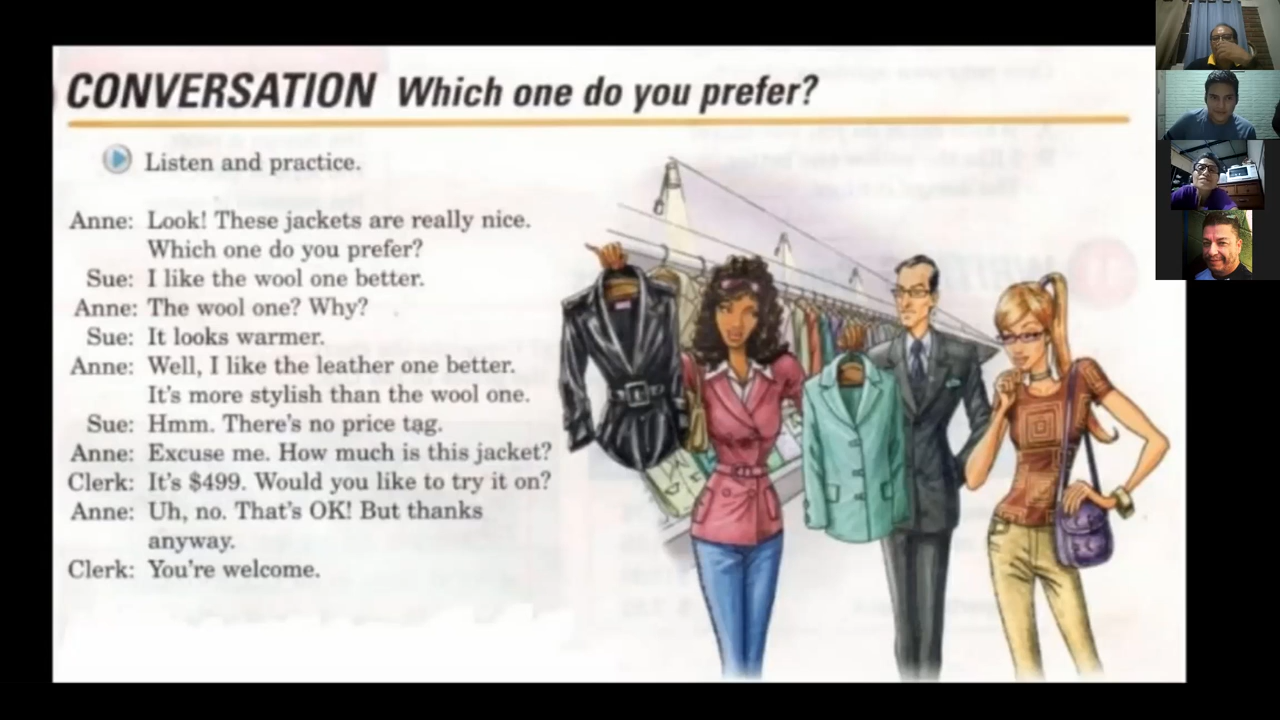 CONVERSATION Which one do you prefer?
Listen and practice.
Anne: Look! These jackets are really nice.
Which one do you prefer?
Sue: I like the wool one better.
Anne: The wool one? Why?
Sue: It looks warmer.
Anne: Well, I like the leather one better.
It's more stylish than the wool one.
Sue: Hmm. There's no price tag.
Anne: Excuse me. How much is this jacket?
Clerk: It's $499. Would you like to try it on?
Anne: Uh, no. That's OK! But thanks
anyway.
Clerk: You're welcome.